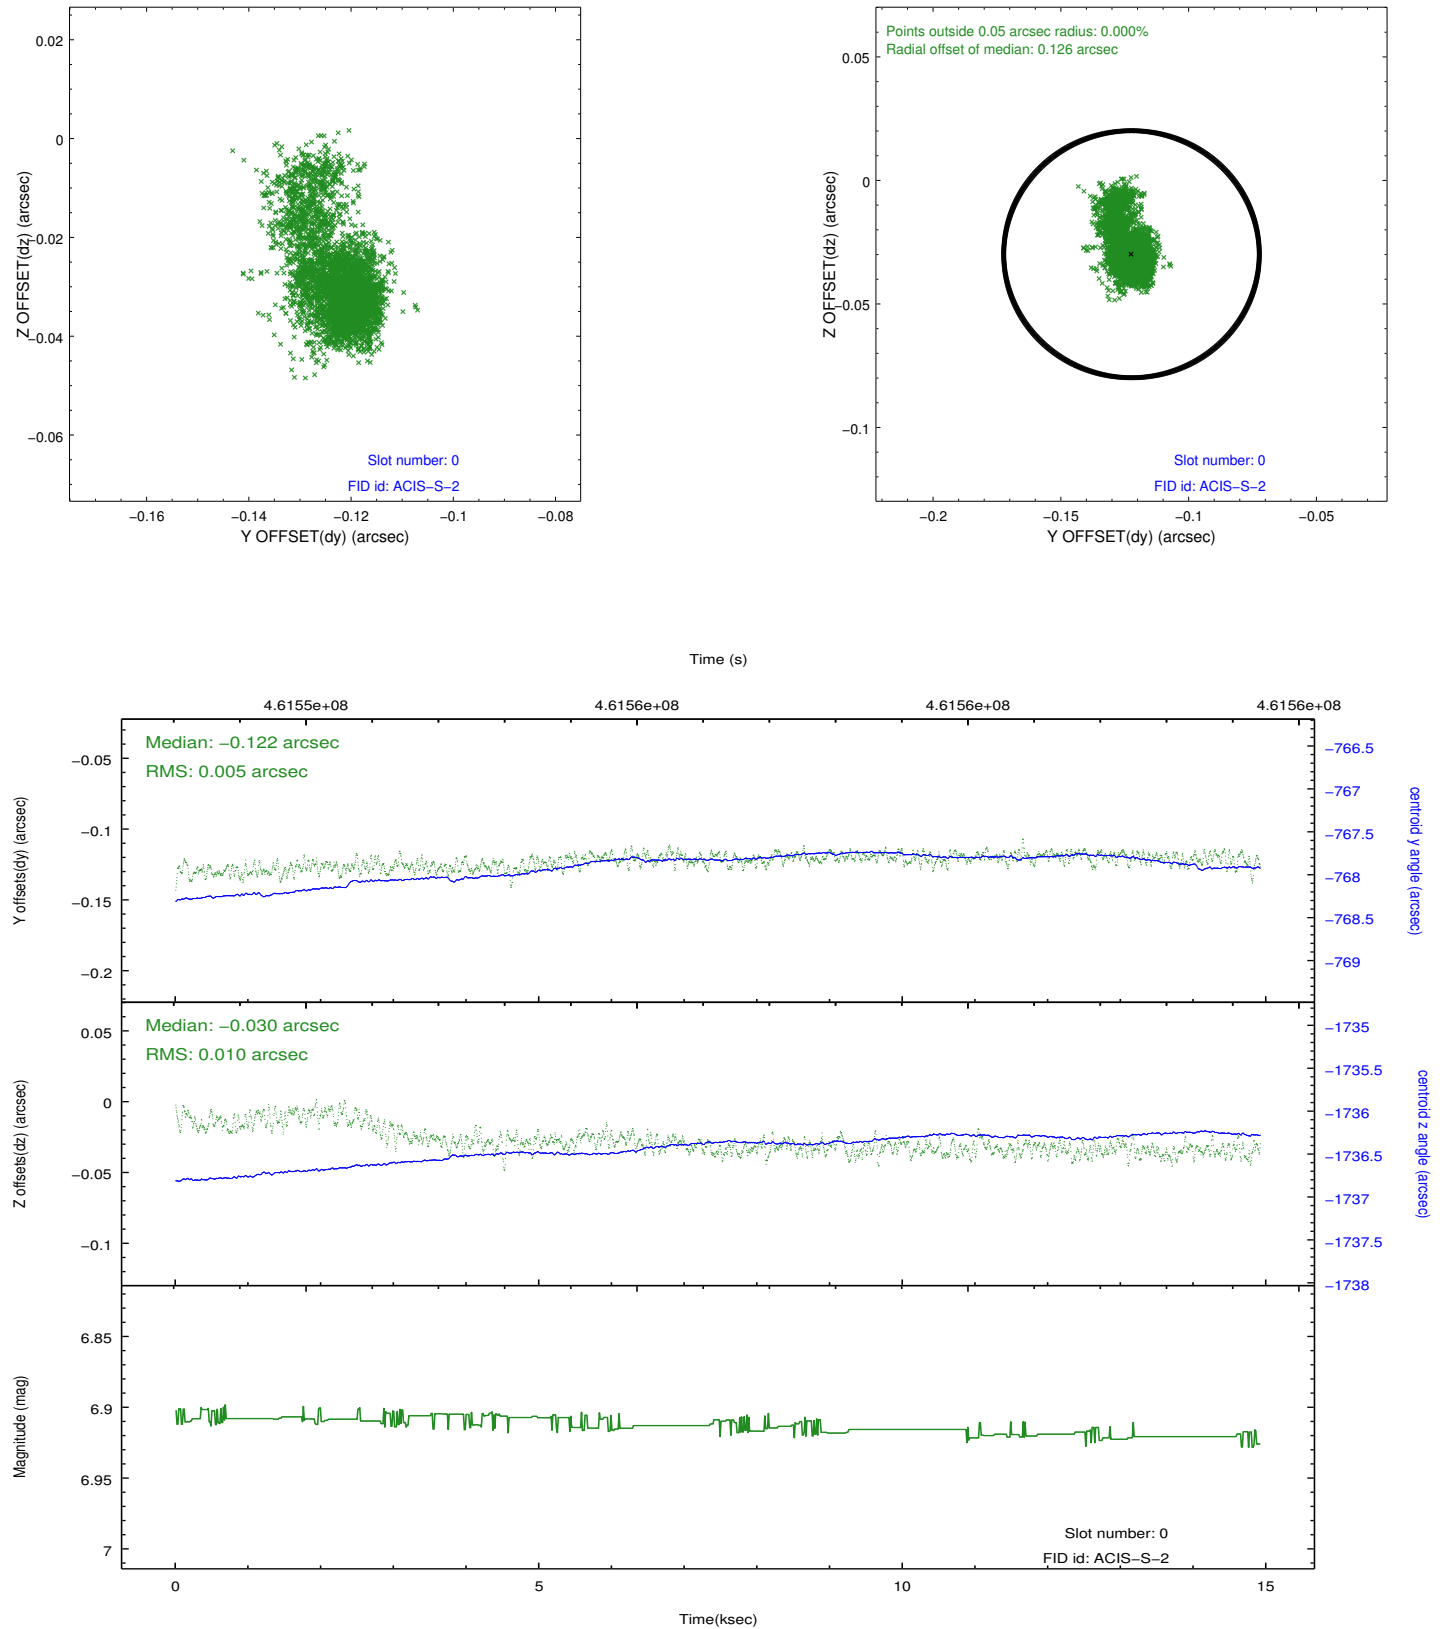 0.02
0
−0.02
−0.04
−0.06
Z OFFSET(dz) (arcsec)
Slot number: 0
FID id: ACIS−S−2
−0.16
−0.14
−0.12
−0.1
−0.08
Y OFFSET(dy) (arcsec)
Points outside 0.05 arcsec radius: 0.000%
Radial offset of median: 0.126 arcsec
0.05
0
−0.05
−0.1
Z OFFSET(dz) (arcsec)
Slot number: 0
FID id: ACIS−S−2
−0.2
−0.15
−0.1
−0.05
Y OFFSET(dy) (arcsec)
Time (s)
4.6155e+08
4.6156e+08
4.6156e+08
4.6156e+08
Median: −0.122 arcsec
RMS: 0.005 arcsec
−0.05
−0.1
−0.15
−0.2
Y offsets(dy) (arcsec)
−766.5
−767
−767.5
−768
−768.5
−769
centroid y angle (arcsec)
Median: −0.030 arcsec
RMS: 0.010 arcsec
0.05
0
−0.05
−0.1
Z offsets(dz) (arcsec)
−1735
−1735.5
−1736
−1736.5
−1737
−1737.5
−1738
centroid z angle (arcsec)
6.85
6.9
6.95
7
Magnitude (mag)
Slot number: 0
FID id: ACIS−S−2
0
5
10
15
Time(ksec)